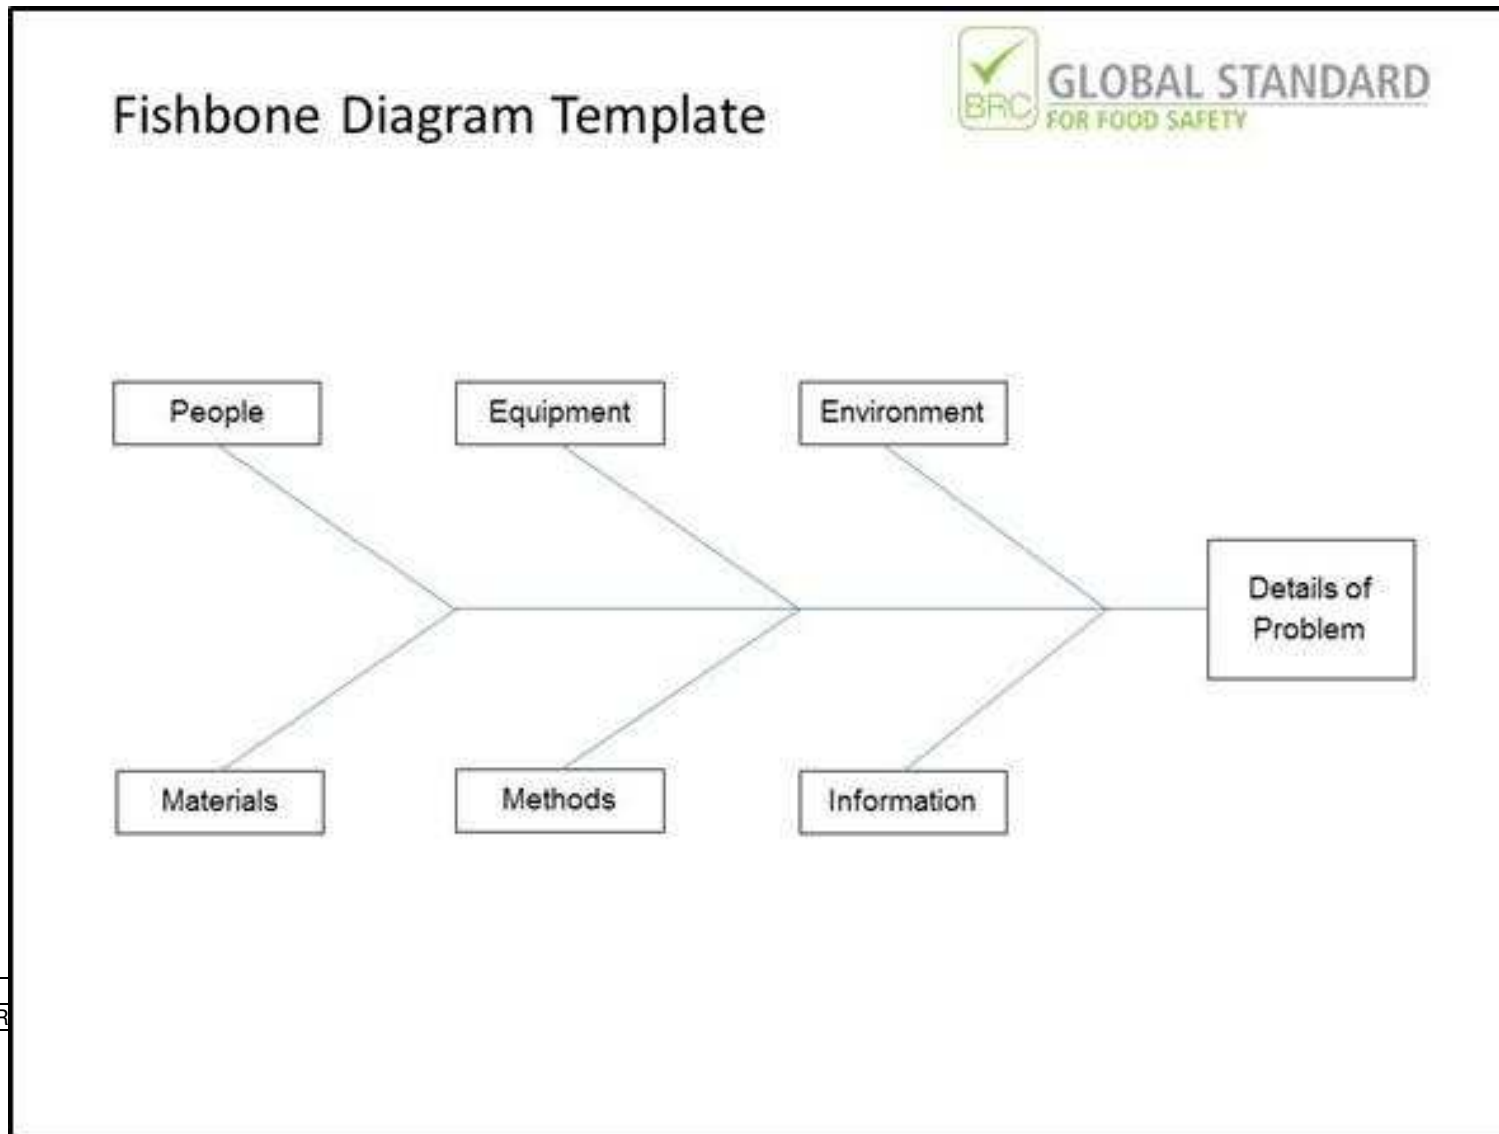 Fishbone Diagram Template
BRC
GLOBAL STANDARD
FOR FOOD SAFETY
People
Equipment
Environment
Details of
Problem
Materials
Methods
Information